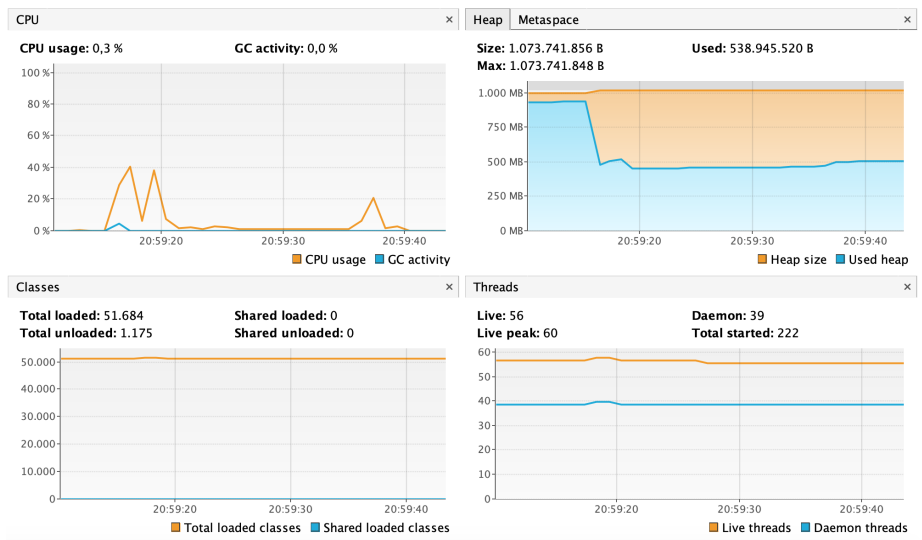 CPU ×
CPU usage: 0,3 % GC activity: 0,0 %
100 %
80 %
60 %
40 %
20 %
0 %
20:59:20 20:59:30 20:59:40
CPU usage GC activity
Heap Metaspace ×
Size: 1.073.741.856 B Used: 538.945.520 B
Max: 1.073.741.848 B
1.000 MB
750 MB
500 MB
250 MB
0 MB
20:59:20 20:59:30 20:59:40
Heap size Used heap
Classes ×
Total loaded: 51.684 Shared loaded: 0
Total unloaded: 1.175 Shared unloaded: 0
50.000
40.000
30.000
20.000
10.000
0
20:59:20 20:59:30 20:59:40
Total loaded classes Shared loaded classes
Threads ×
Live: 56 Daemon: 39
Live peak: 60 Total started: 222
60
50
40
30
20
10
0
20:59:20 20:59:30 20:59:40
Live threads Daemon threads